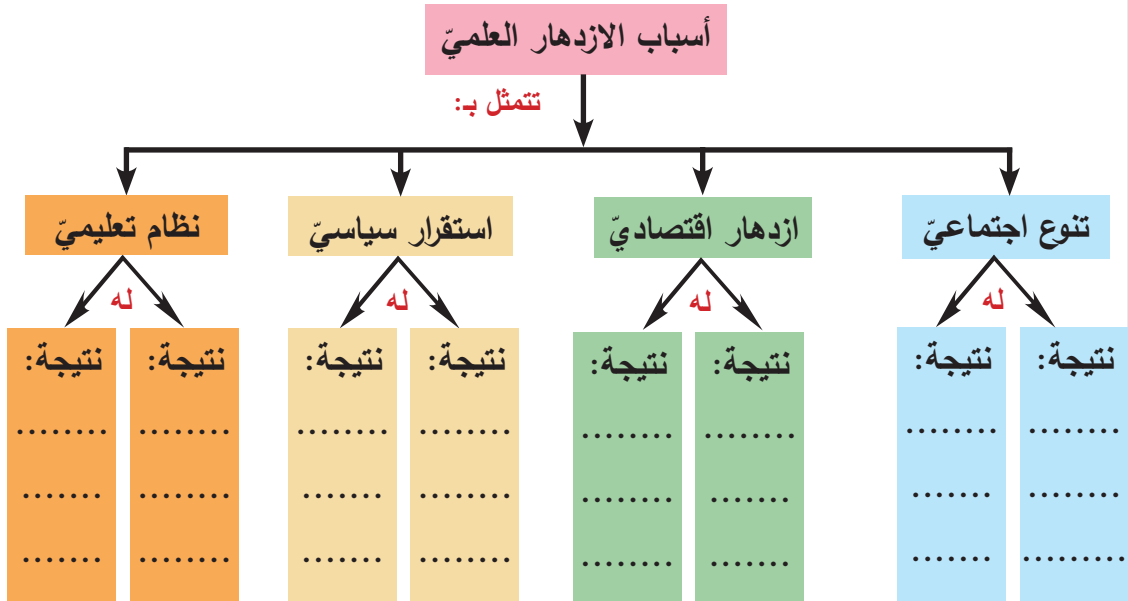 أسباب الازدهار العلميّ
تتمثل بـ:
تنوع اجتماعيّ
ازدهار اقتصاديّ
استقرار سياسيّ
نظام تعليميّ
له
له
له
له
نتيجة:
نتيجة:
نتيجة:
نتيجة:
نتيجة:
نتيجة:
نتيجة:
نتيجة:
........ ........ ........ ........ ........ ........ ........ ........
........ ....... ........ ........ ........ ....... ........ .......
......... ....... ....... ........ ........ ....... ........ .......